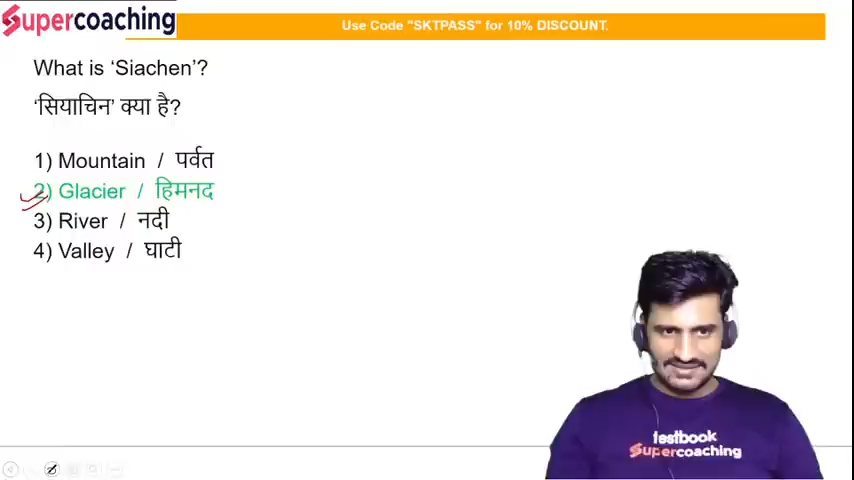 Supercoaching
Use Code "SKTPASS" for 10% DISCOUNT.
What is ‘Siachen’?
‘सियाचिन’ क्या है?
1) Mountain / पर्वत
2) Glacier / हिमनद
3) River / नदी
4) Valley / घाटी
testbook
Supercoaching